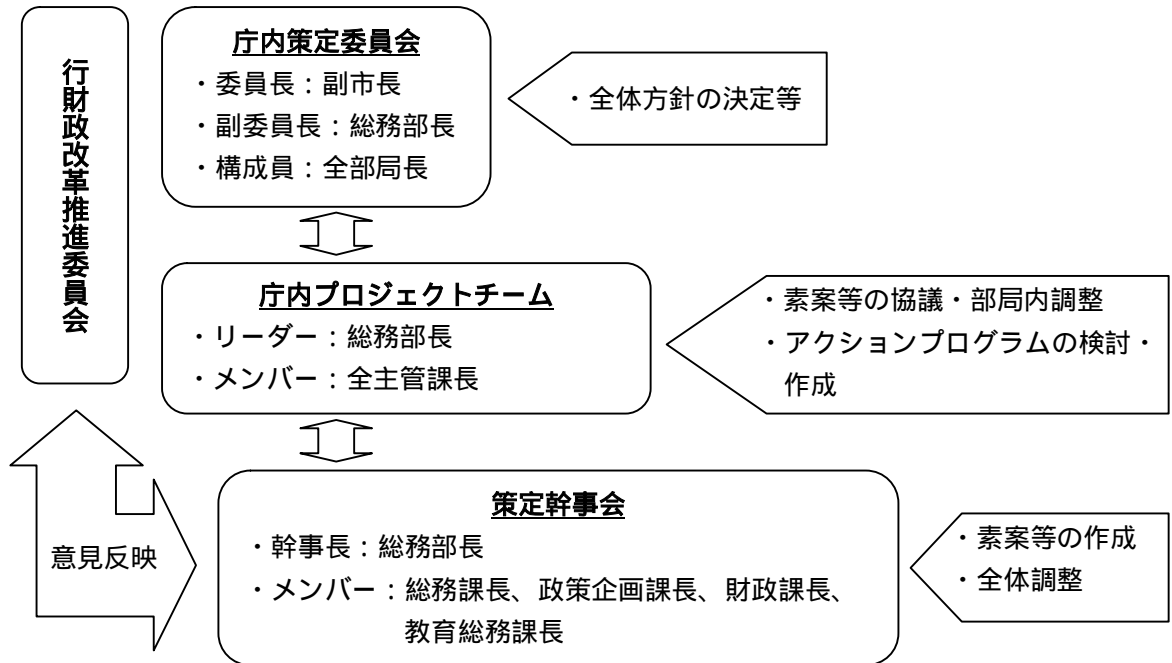 行財政改革推進委員会
庁内策定委員会
・委員長：副市長
・副委員長：総務部長
・構成員：全部局長
・全体方針の決定等
庁内プロジェクトチーム
・リーダー：総務部長
・メンバー：全主管課長
・素案等の協議・部局内調整
・アクションプログラムの検討・
作成
意見反映
策定幹事会
・幹事長：総務部長
・メンバー：総務課長、政策企画課長、財政課長、
教育総務課長
・素案等の作成
・全体調整